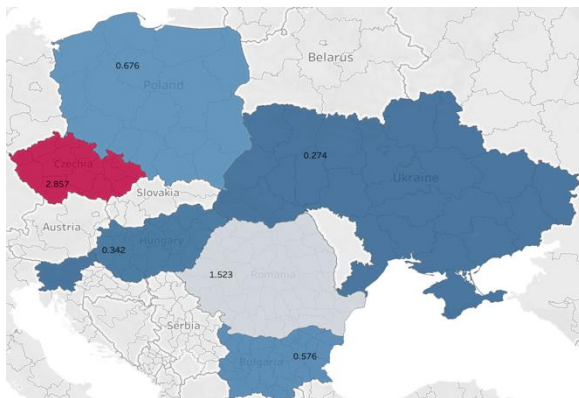 Belarus
0.676
Poland
0.274
Ukraine
Czechia
2.857
Slovakia
Austria
Hungary
0.342
1.523
Romania
Serbia
0.576
Bulgaria